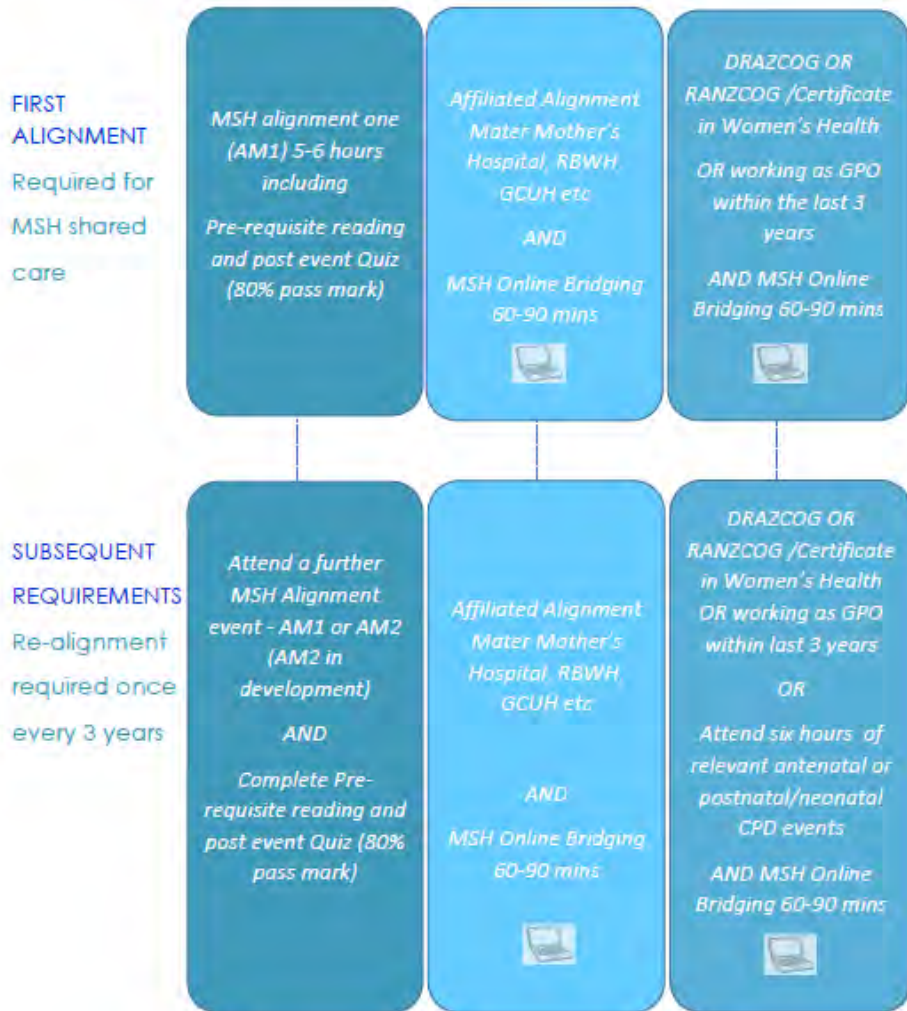 FIRST
ALIGNMENT
Required for
MSH shared
care
MSH alignment one
(AM1) 5-6 hours
including
Pre-requisite reading
and post event Quiz
(80% pass mark)
Affiliated Alignment
Mater Mother's
Hospital, RBWH,
GCUH etc
AND
MSH Online Bridging
60-90 mins
DRAZCOG OR
RANZCOG /Certificate
in Women's Health
OR working as GPO
within the last 3
years
AND MSH Online
Bridging 60-90 mins
SUBSEQUENT
REQUIREMENTS
Re-alignment
required once
every 3 years
Attend a further
MSH Alignment
event - AM1 or AM2
(AM2 in
development)
AND
Complete Pre-
requisite reading and
post event Quiz (80%
pass mark)
Affiliated Alignment
Mater Mother's
Hospital, RBWH,
GCUH etc
AND
MSH Online Bridging
60-90 mins
DRAZCOG OR
RANZCOG /Certificate
in Women's Health
OR working as GPO
within last 3 years
OR
Attend six hours of
relevant antenatal or
postnatal/neonatal
CPD events
AND MSH Online
Bridging 60-90 mins